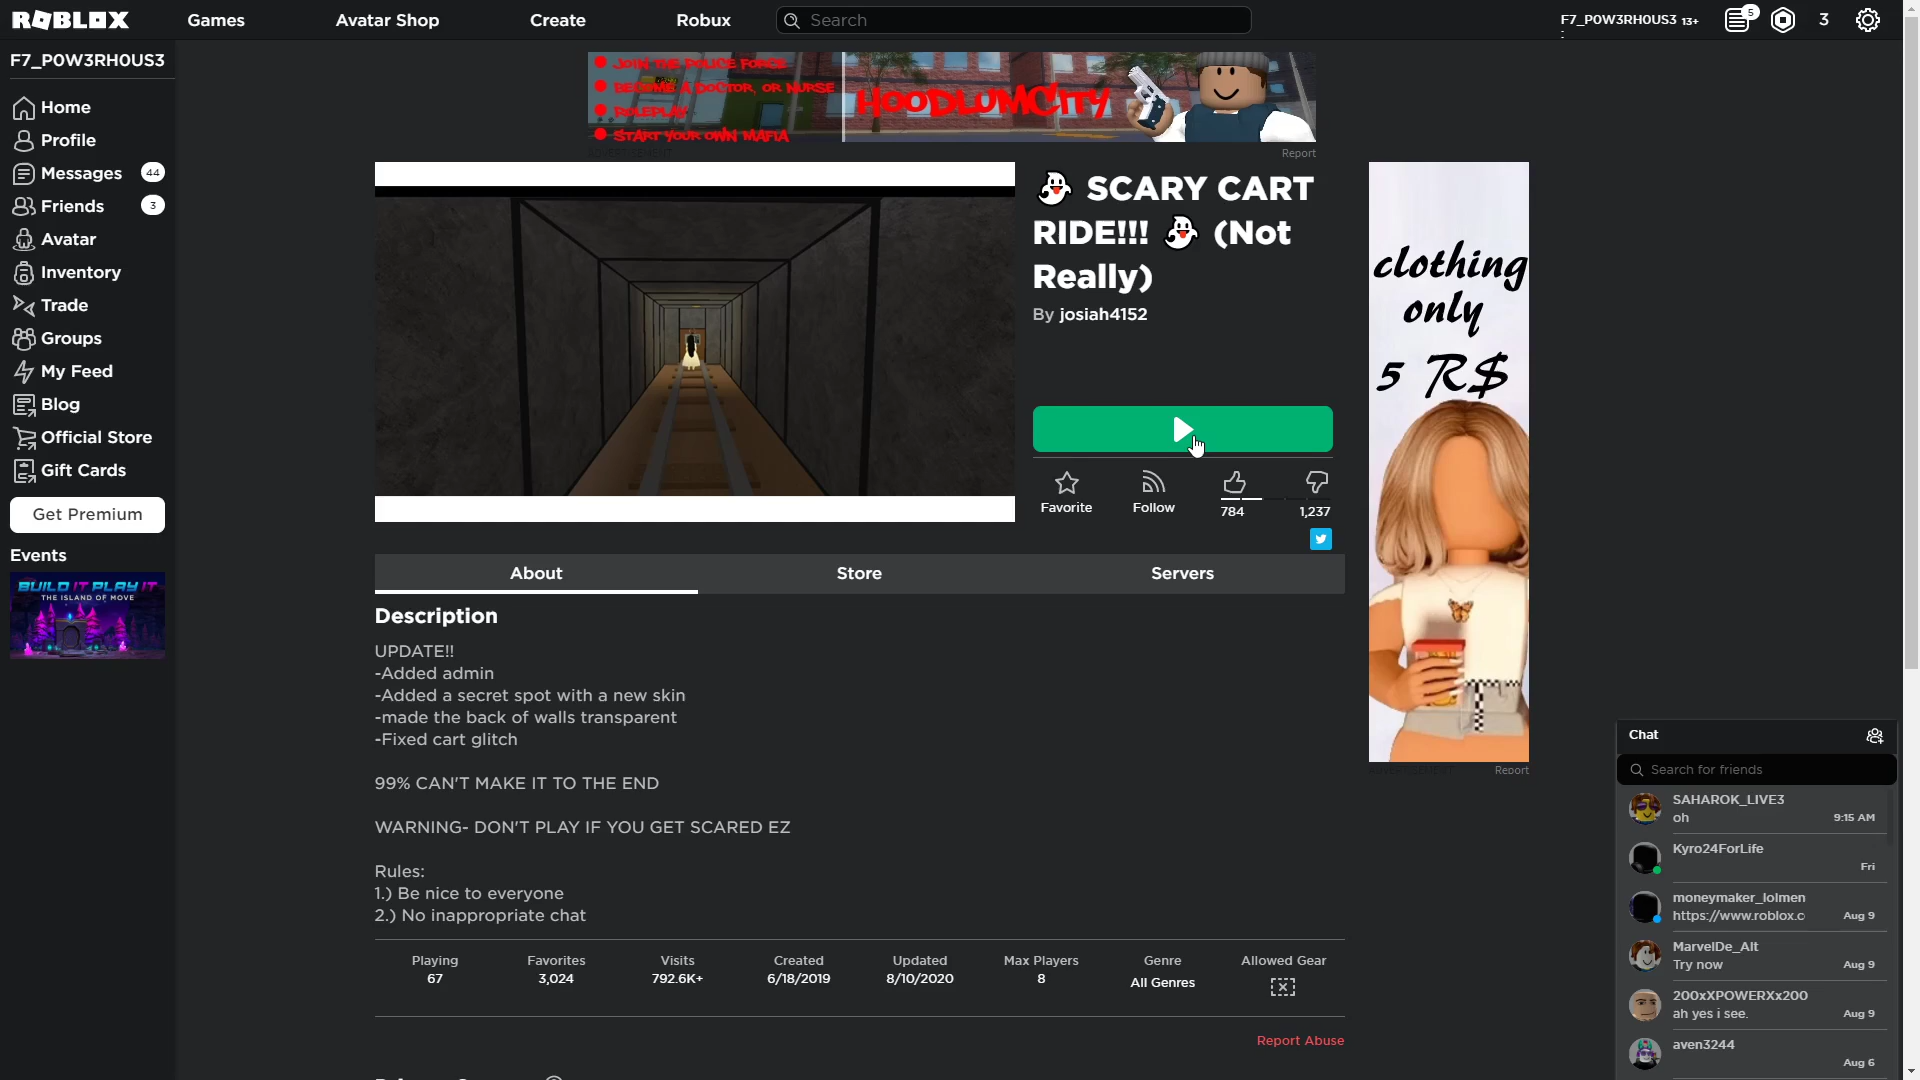 ROBLOX
Games
Avatar Shop
Create
Robux
Search
F7_P0W3RH0US3 13+
5
3
F7_P0W3RH0US3
Home
Profile
Messages 44
Friends 3
Avatar
Inventory
Trade
Groups
My Feed
Blog
Official Store
Gift Cards
Get Premium
Events
BUILD IT PLAY IT
THE ISLAND OF MOVE
JOIN THE POLICE FORCE
BECOME A DOCTOR, OR NURSE
ROLEPLAY
START YOUR OWN MAFIA
HOODLUMCITY
ADVERTISEMENT
Report
SCARY CART
RIDE!!! (Not
Really)
By josiah4152
Favorite
Follow
784
1,237
clothing
only
5 R$
ADVERTISEMENT
Report
About
Store
Servers
Description
UPDATE!!
-Added admin
-Added a secret spot with a new skin
-made the back of walls transparent
-Fixed cart glitch
99% CAN'T MAKE IT TO THE END
WARNING- DON'T PLAY IF YOU GET SCARED EZ
Rules:
1.) Be nice to everyone
2.) No inappropriate chat
Playing
67
Favorites
3,024
Visits
792.6K+
Created
6/18/2019
Updated
8/10/2020
Max Players
8
Genre
All Genres
Allowed Gear
Report Abuse
Chat
Search for friends
SAHAROK_LIVE3
oh 9:15 AM
Kyro24ForLife
Fri
moneymaker_lolmen
https://www.roblox.c Aug 9
MarvelDe_Alt
Try now Aug 9
200xXPOWERXx200
ah yes i see. Aug 9
aven3244
Aug 6